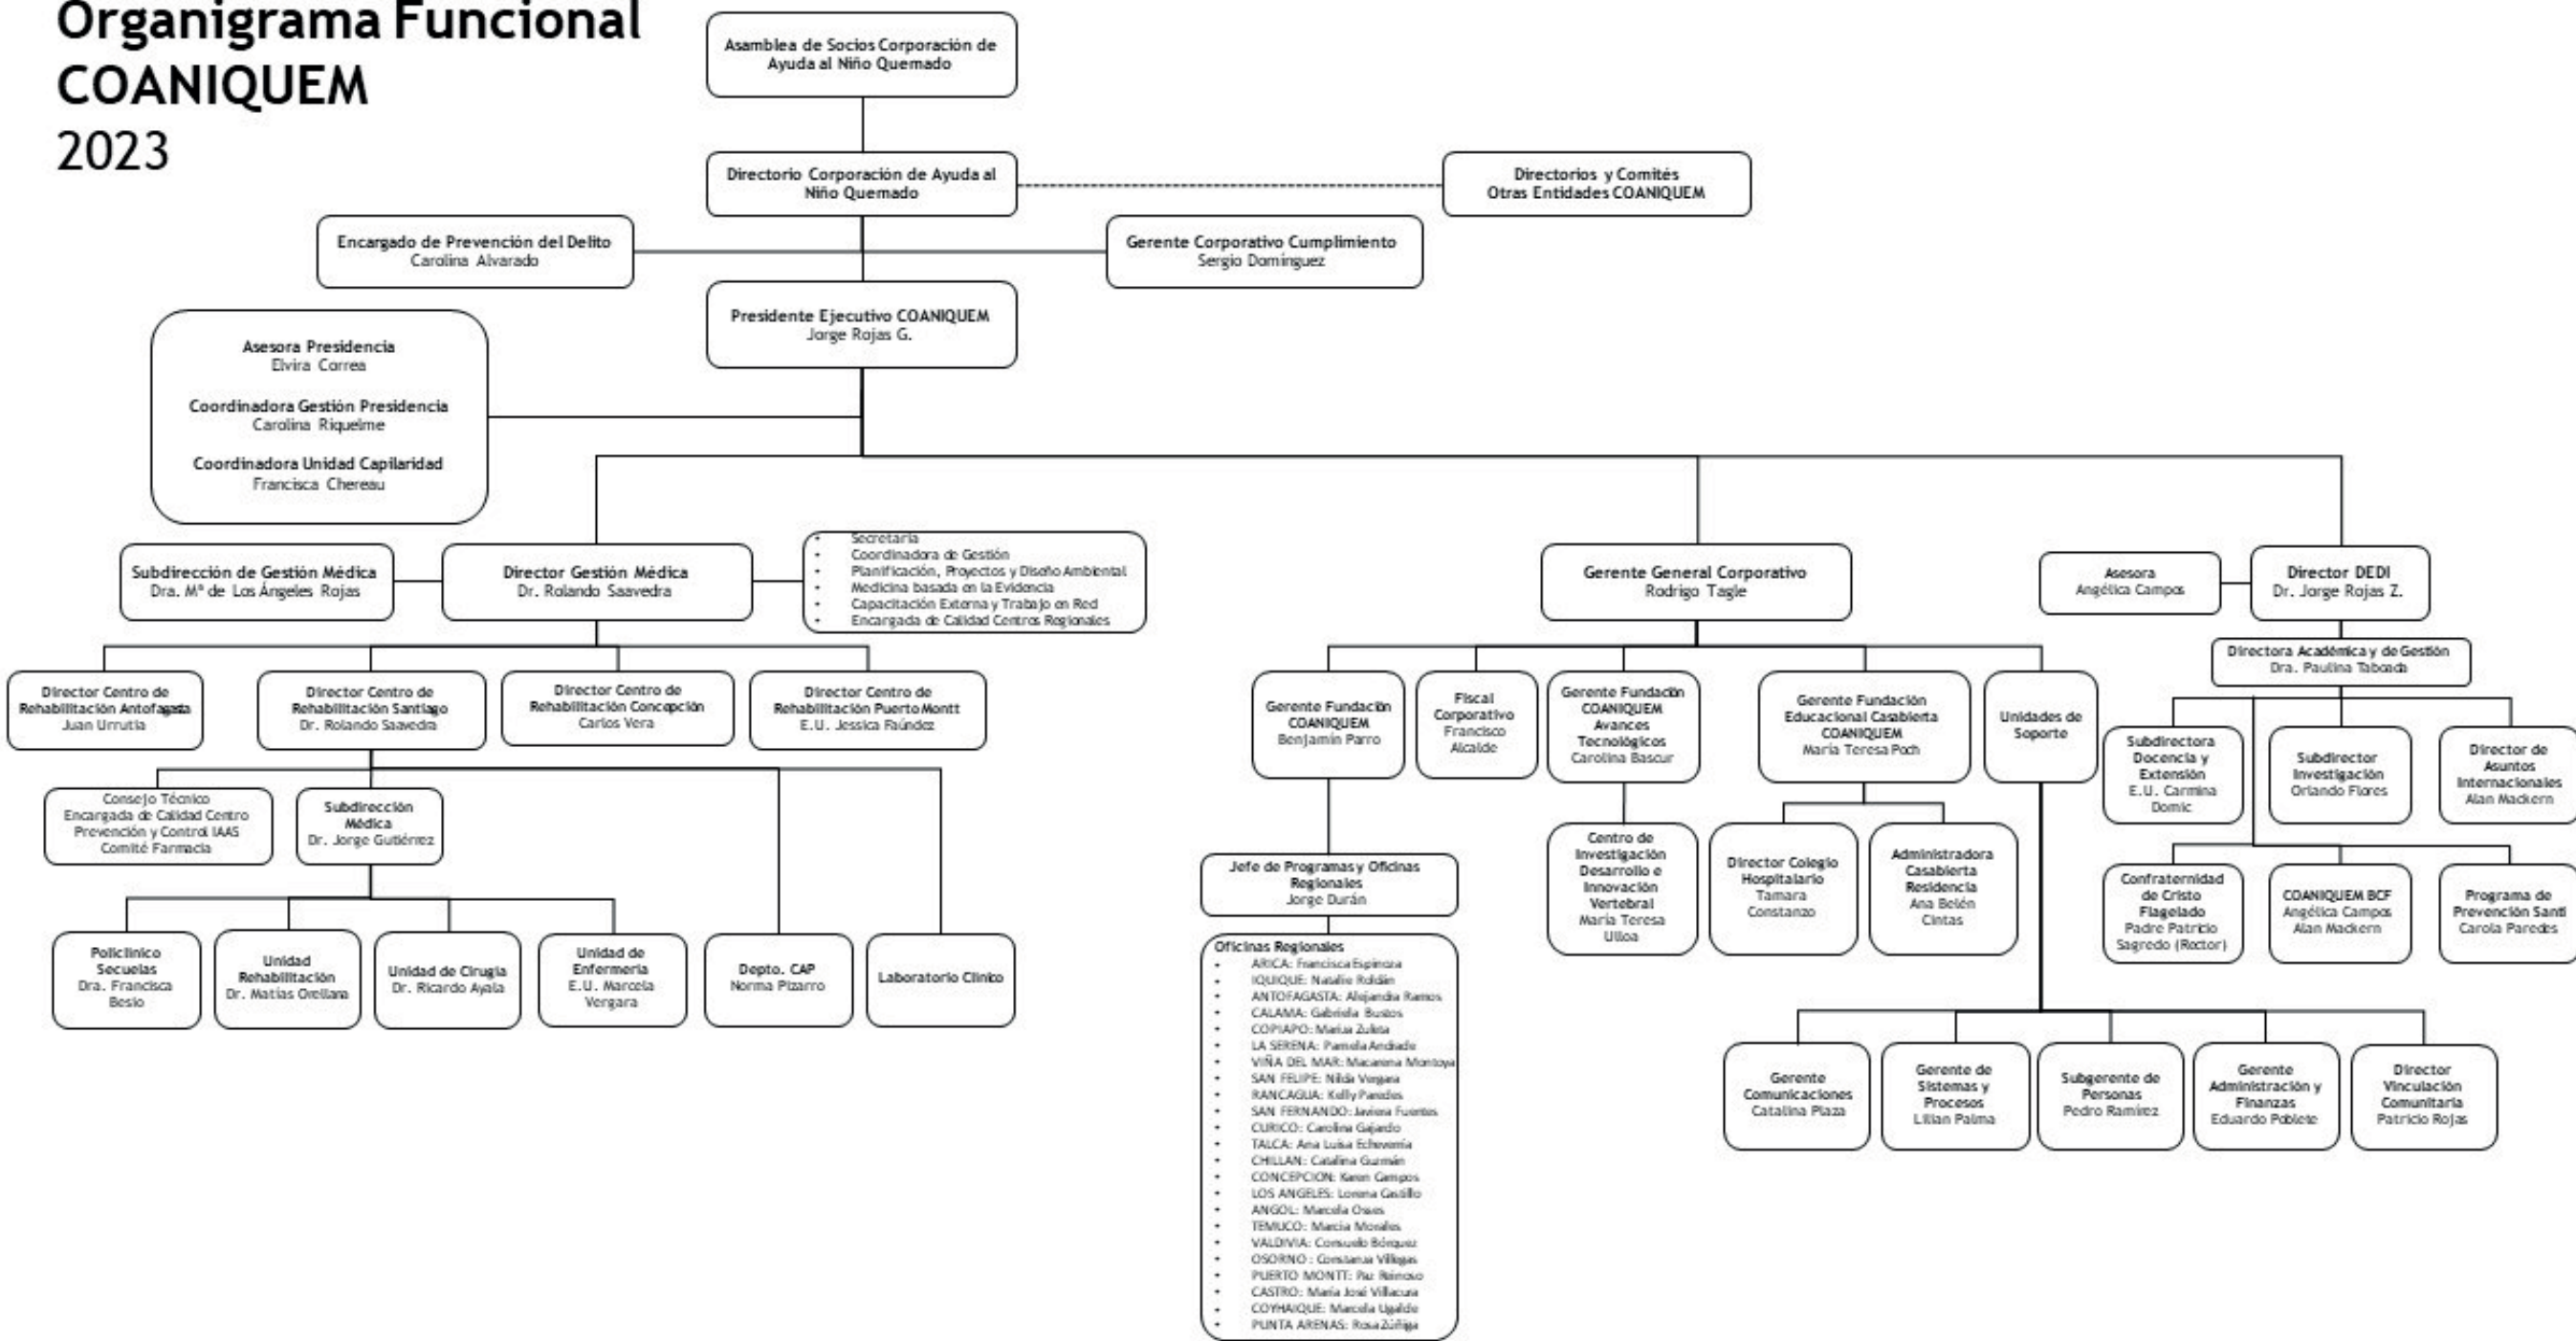 Organigrama Funcional
COANIQUEM
2023
Asamblea de Socios Corporación de
Ayuda al Niño Quemado
Directorio Corporación de Ayuda al
Niño Quemado
Directorios y Comités
Otras Entidades COANIQUEM
Encargado de Prevención del Delito
Carolina Alvarado
Gerente Corporativo Cumplimiento
Sergio Domínguez
Presidente Ejecutivo COANIQUEM
Jorge Rojas G.
Asesora Presidencia
Elvira Correa
Coordinadora Gestión Presidencia
Carolina Riquelme
Coordinadora Unidad Capilaridad
Francisca Chereau
Subdirección de Gestión Médica
Dra. Mª de Los Ángeles Rojas
Director Gestión Médica
Dr. Rolando Saavedra
• Secretaria
• Coordinadora de Gestión
• Planificación, Proyectos y Diseño Ambiental
• Medicina basada en la Evidencia
• Capacitación Externa y Trabajo en Red
• Encargada de Calidad Centros Regionales
Gerente General Corporativo
Rodrigo Tagle
Asesora
Angélica Campos
Director DEDI
Dr. Jorge Rojas Z.
Directora Académica y de Gestión
Dra. Paulina Taboada
Director Centro de
Rehabilitación Antofagasta
Juan Urrutia
Director Centro de
Rehabilitación Santiago
Dr. Rolando Saavedra
Director Centro de
Rehabilitación Concepción
Carlos Vera
Director Centro de
Rehabilitación Puerto Montt
E.U. Jessica Faúndez
Gerente Fundación
COANIQUEM
Benjamín Parro
Fiscal
Corporativo
Francisco
Alcalde
Gerente Fundación
COANIQUEM
Avances
Tecnológicos
Carolina Bascur
Gerente Fundación
Educacional Casabierta
COANIQUEM
María Teresa Poch
Unidades de
Soporte
Subdirectora
Docencia y
Extensión
E.U. Carmina
Domic
Subdirector
Investigación
Orlando Flores
Director de
Asuntos
Internacionales
Alan Mackern
Consejo Técnico
Encargada de Calidad Centro
Prevención y Control IAAS
Comité Farmacia
Subdirección
Médica
Dr. Jorge Gutiérrez
Jefe de Programas y Oficinas
Regionales
Jorge Durán
Centro de
Investigación
Desarrollo e
Innovación
Vertebral
María Teresa
Ulloa
Director Colegio
Hospitalario
Tamara
Constanzo
Administradora
Casabierta
Residencia
Ana Belén
Cintas
Confraternidad
de Cristo
Flagelado
Padre Patricio
Sagredo (Rector)
COANIQUEM BCF
Angélica Campos
Alan Mackern
Programa de
Prevención Santi
Carola Paredes
Policlínico
Secuelas
Dra. Francisca
Besio
Unidad
Rehabilitación
Dr. Matías Orellana
Unidad de Cirugía
Dr. Ricardo Ayala
Unidad de
Enfermería
E.U. Marcela
Vergara
Depto. CAP
Norma Pizarro
Laboratorio Clínico
Oficinas Regionales
• ARICA: Francisca Espinoza
• IQUIQUE: Natalie Roldán
• ANTOFAGASTA: Alejandra Ramos
• CALAMA: Gabriela Bustos
• COPIAPO: Marisa Zuleta
• LA SERENA: Pamela Andrade
• VIÑA DEL MAR: Macarena Montoya
• SAN FELIPE: Nilda Vergara
• RANCAGUA: Kelly Paredes
• SAN FERNANDO: Javiera Fuentes
• CURICO: Carolina Gajardo
• TALCA: Ana Luisa Echeverría
• CHILLAN: Catalina Guzmán
• CONCEPCION: Karen Campos
• LOS ANGELES: Lorena Castillo
• ANGOL: Marcela Osses
• TEMUCO: Marcia Morales
• VALDIVIA: Consuelo Bórquez
• OSORNO : Constanza Villegas
• PUERTO MONTT: Paz Reinoso
• CASTRO: María José Villacura
• COYHAIQUE: Marcela Ugalde
• PUNTA ARENAS: Rosa Zúñiga
Gerente
Comunicaciones
Catalina Plaza
Gerente de
Sistemas y
Procesos
Lilian Palma
Subgerente de
Personas
Pedro Ramírez
Gerente
Administración y
Finanzas
Eduardo Poblete
Director
Vinculación
Comunitaria
Patricio Rojas